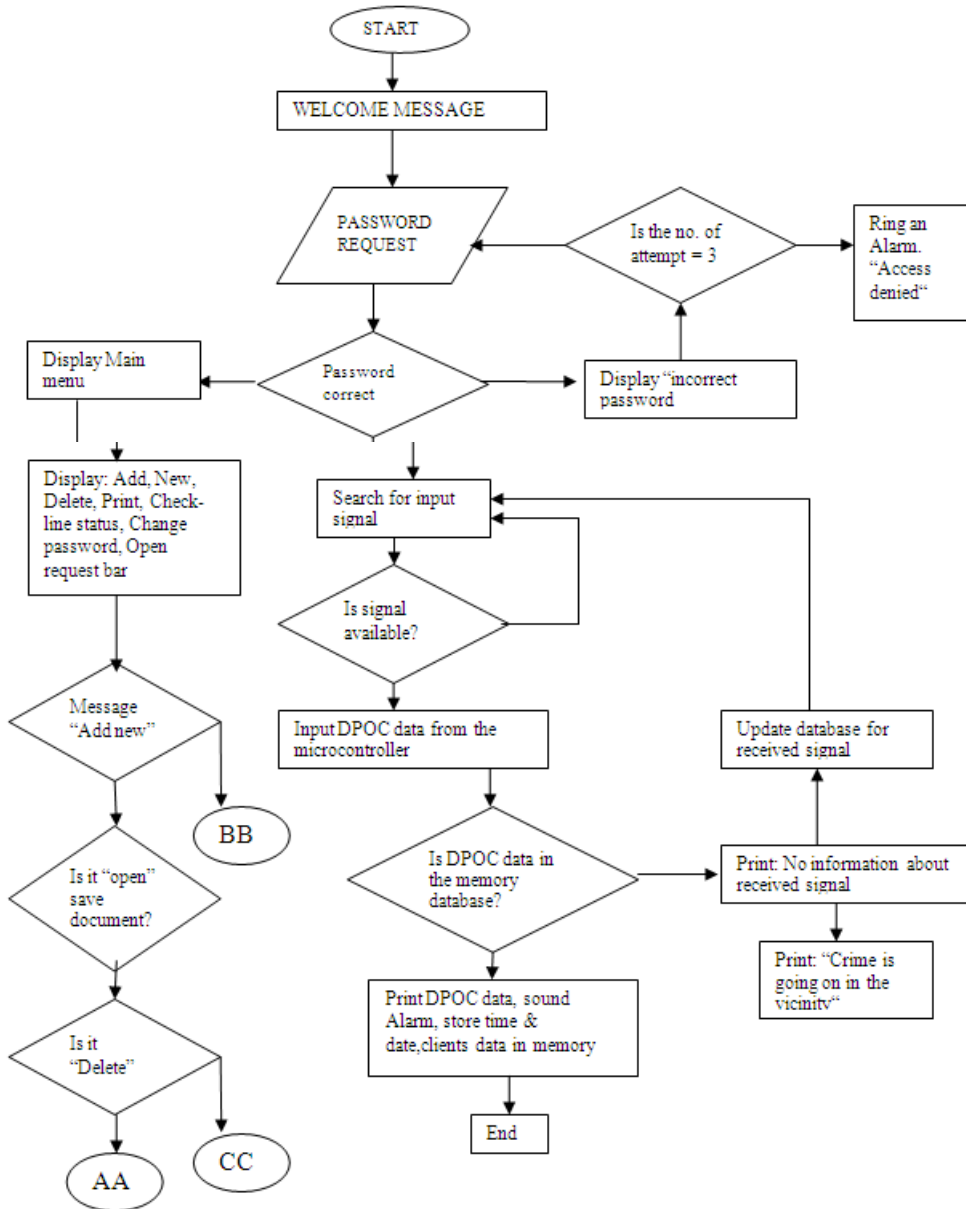 START
WELCOME MESSAGE
PASSWORD
REQUEST
Is the no. of
attempt = 3
Ring an
Alarm.
“Access
denied“
Display Main
menu
Password
correct
Display “incorrect
password
Display: Add, New,
Delete, Print, Check-
line status, Change
password, Open
request bar
Search for input
signal
Is signal
available?
Message
“Add new”
Input DPOC data from the
microcontroller
Update database for
received signal
BB
Is it “open”
save
document?
Is DPOC data in
the memory
database?
Print: No information about
received signal
Print: “Crime is
going on in the
vicinity“
Print DPOC data, sound
Alarm, store time &
date,clients data in memory
Is it
“Delete”
End
CC
AA